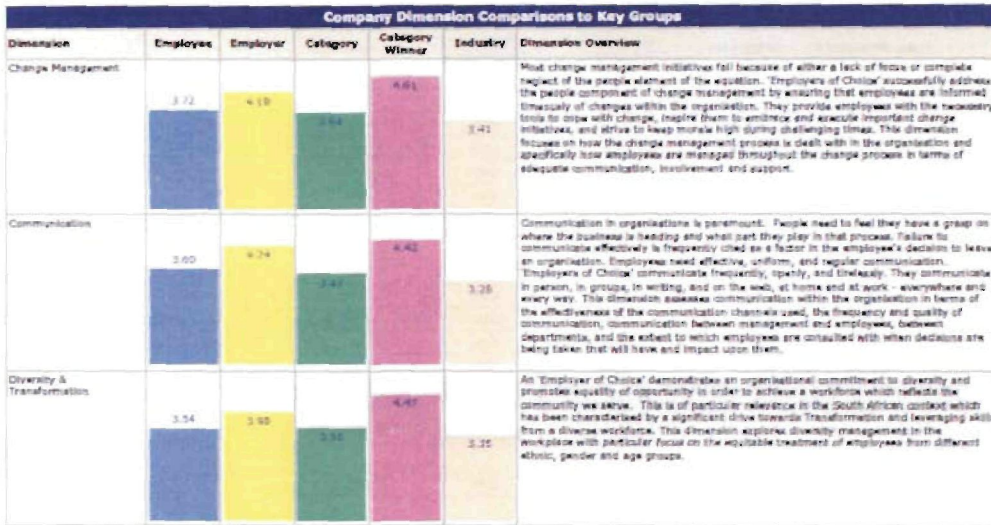 Company Dimension Comparisons to Key Groups
Dimension Employee Employer Category Category Winner Industry Dimension Overview
Change Management
3.72 4.19 3.64 4.61 3.41
Most change management initiatives fail because of either a lack of focus or complete
neglect of the people element of the equation. 'Employers of Choice' successfully address
the people component of change management by ensuring that employees are informed
timeously of changes within the organisation. They provide employees with the necessary
tools to cope with change, inspire them to embrace and execute important change
initiatives, and strive to keep morale high during challenging times. This dimension
focuses on how the change management process is dealt with in the organisation and
specifically how employees are managed throughout the change process in terms of
adequate communication, involvement and support.
Communication
3.60 4.24 4.42
Communication in organisations is paramount. People need to feel they have a grasp on
where the business is heading and what part they play in that process. Failure to
communicate effectively is frequently cited as a factor in the employee's decision to leave
an organisation. Employees need effective, uniform, and regular communication.
'Employers of Choice' communicate frequently, openly, and tirelessly. They communicate
in person, in groups, in writing, and on the web, at home and at work - everywhere and
every way. This dimension assesses communication within the organisation in terms of
the effectiveness of the communication channels used, the frequency and quality of
communication, communication between management and employees, between
departments, and the extent to which employees are consulted with when decisions are
being taken that will have and impact upon them.
Diversity &
Transformation
3.54 4.47 3.35
An 'Employer of Choice' demonstrates an organisational commitment to diversity and
promotes equality of opportunity in order to achieve a workforce which reflects the
community we serve. This is of particular relevance in the South African context which
has been characterised by a significant drive towards Transformation and leveraging skill
from a diverse workforce. This dimension explores diversity management in the
workplace with particular focus on the equitable treatment of employees from different
ethnic, gender and age groups.